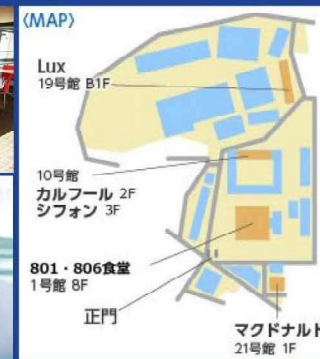 〈MAP〉
Lux
19号館 B1F
10号館
カルフール 2F
シフォン 3F
801・806食堂
1号館 8F
正門
マクドナルド
21号館 1F